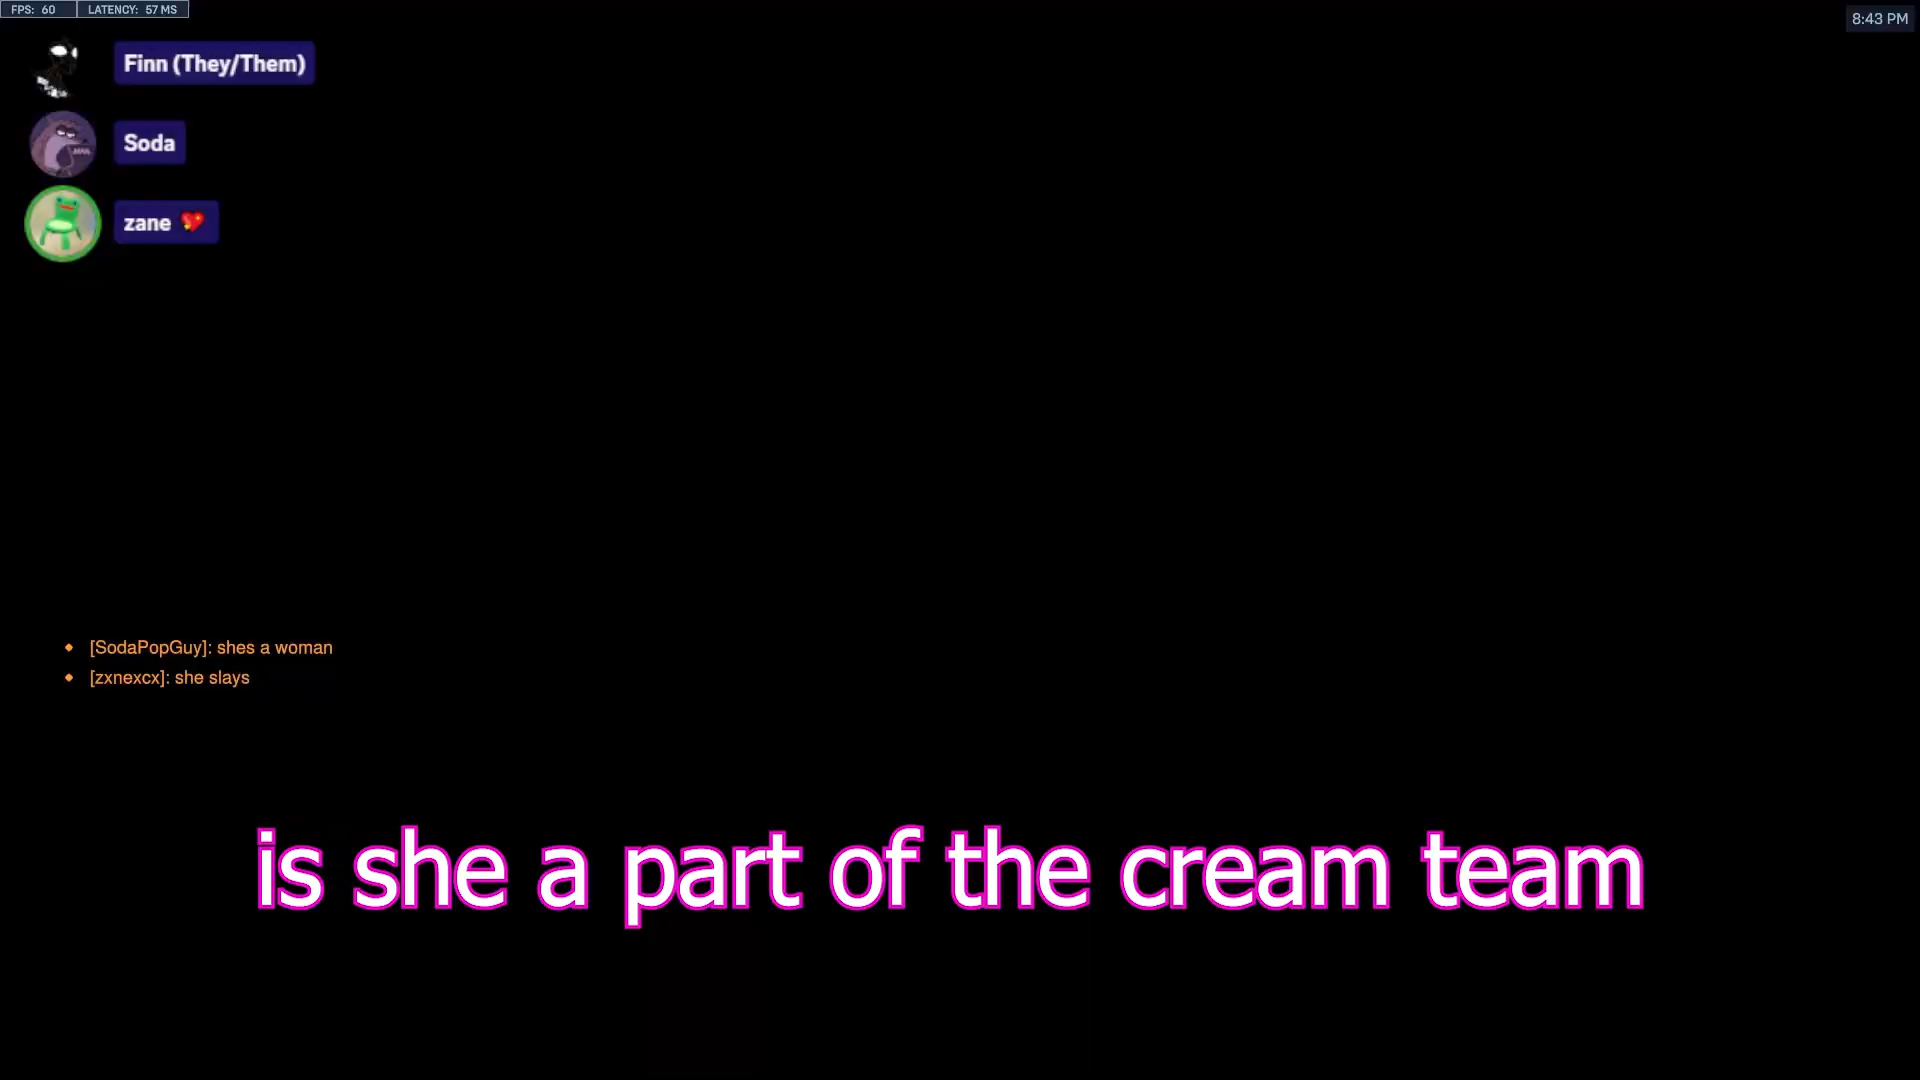 FPS: 60 LATENCY: 57 MS
8:43 PM
Finn (They/Them)
Soda
zane 💖
[SodaPopGuy]: shes a woman
[zxnexcx]: she slays
is she a part of the cream team